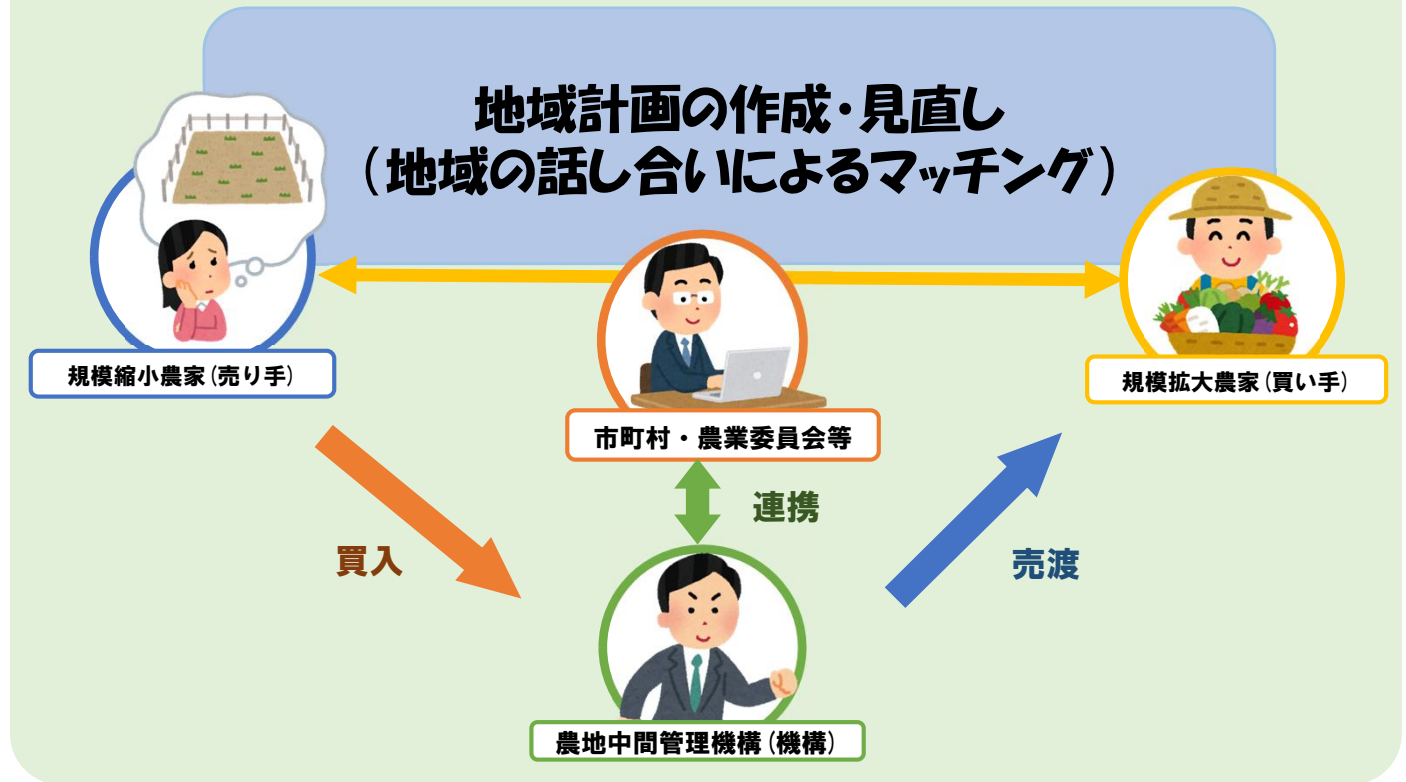 地域計画の作成・見直し
（地域の話し合いによるマッチング）
規模縮小農家（売り手）
規模拡大農家（買い手）
市町村・農業委員会等
連携
買入
売渡
農地中間管理機構（機構）